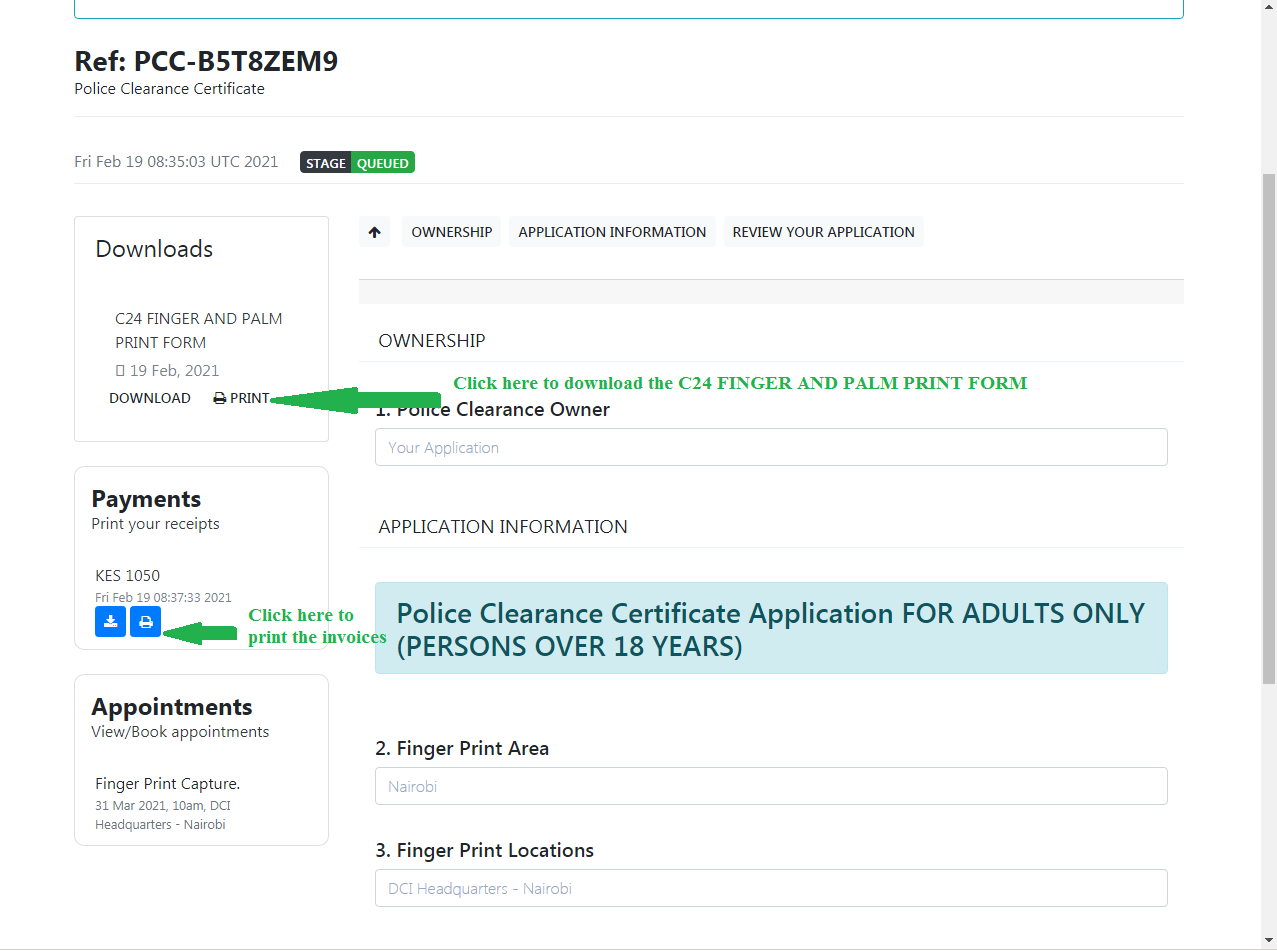 Ref: PCC-B5T8ZEM9
Police Clearance Certificate
Fri Feb 19 08:35:03 UTC 2021 STAGE QUEUED
Downloads
C24 FINGER AND PALM
PRINT FORM
19 Feb, 2021
DOWNLOAD PRINT
Payments
Print your receipts
KES 1050
Fri Feb 19 08:37:33 2021
Click here to
print the invoices
Appointments
View/Book appointments
Finger Print Capture.
31 Mar 2021, 10am, DCI
Headquarters - Nairobi
OWNERSHIP APPLICATION INFORMATION REVIEW YOUR APPLICATION
OWNERSHIP
Click here to download the C24 FINGER AND PALM PRINT FORM
1. Police Clearance Owner
Your Application
APPLICATION INFORMATION
Police Clearance Certificate Application FOR ADULTS ONLY
(PERSONS OVER 18 YEARS)
2. Finger Print Area
Nairobi
3. Finger Print Locations
DCI Headquarters - Nairobi